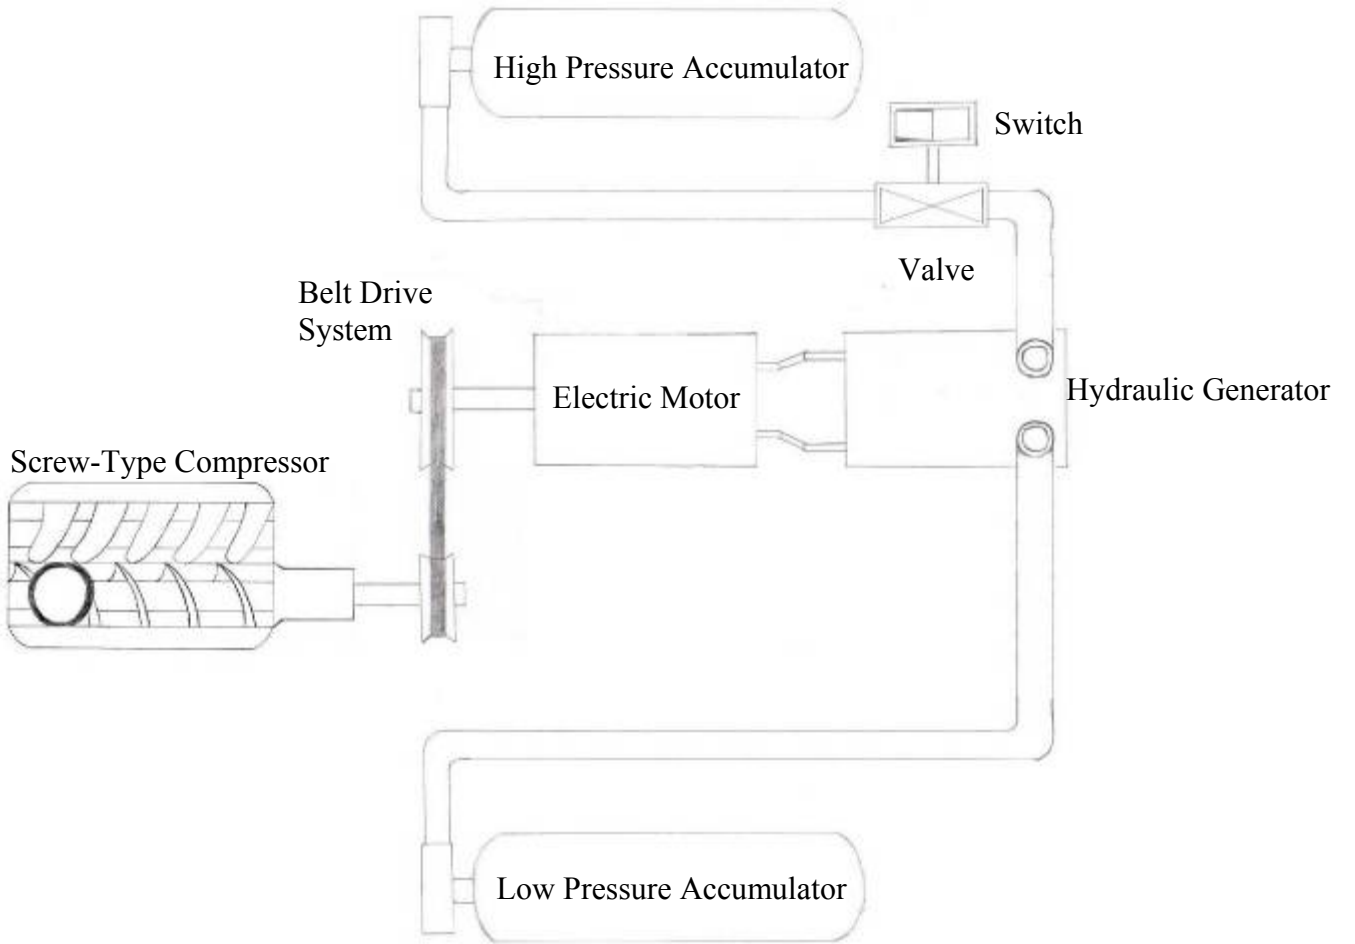 High Pressure Accumulator
Switch
Valve
Belt Drive
System
Electric Motor
Hydraulic Generator
Screw-Type Compressor
Low Pressure Accumulator